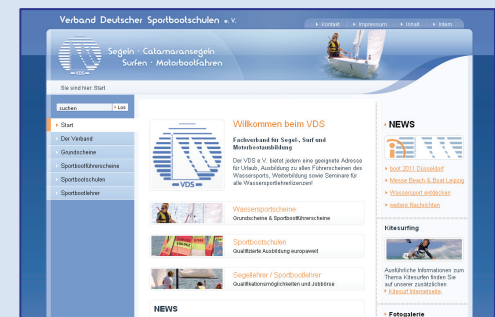 Verband Deutscher Sportbootschulen e. V.
Kontakt Impressum Inhalt Intern
Segeln · Catamaransegeln
Surfen · Motorbootfahren
VDS
Sie sind hier: Start
suchen Los
Start
Der Verband
Grundscheine
Sportbootführerscheine
Sportbootschulen
Sportbootlehrer
VDS
Willkommen beim VDS
Fachverband für Segel-, Surf und
Motorbootausbildung
Der VDS e.V. bietet jedem eine geeignete Adresse
für Urlaub, Ausbildung zu allen Führerscheinen des
Wassersports, Weiterbildung sowie Seminare für
alle Wassersportlehrerlizenzen!
Wassersportscheine
Grundscheine & Sportbootführerscheine
Sportbootschulen
Qualifizierte Ausbildung europaweit
Segellehrer / Sportbootlehrer
Qualifikationsmöglichkeiten und Jobbörse
NEWS
NEWS
boot 2011 Düsseldorf
Messe Beach & Boat Leipzig
Wassersport entdecken
weitere Nachrichten
Kitesurfing
Ausführliche Informationen zum
Thema Kitesurfen finden Sie
auf unserer zusätzlichen
Kitesurf Internetseite.
Fotogalerie